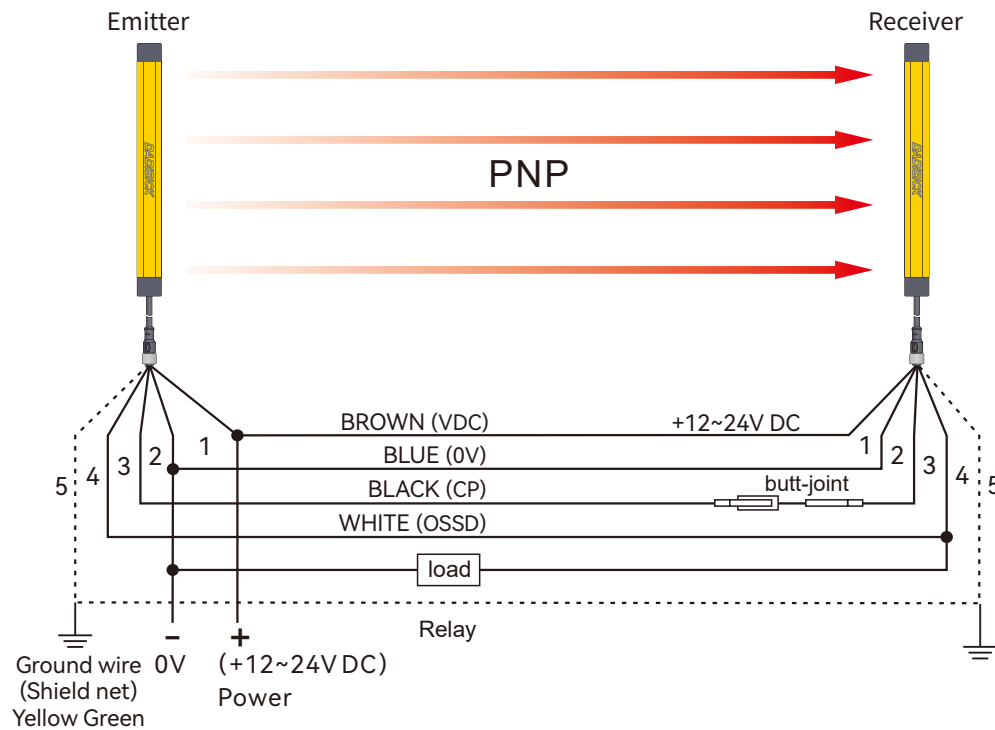 Emitter
Receiver
DADISICK
DADISICK
PNP
BROWN (VDC)
+12~24V DC
1
1
BLUE (0V)
2
2
3
3
4
4
5
5
BLACK (CP)
butt-joint
WHITE (OSSD)
load
Relay
-
+
Ground wire
(Shield net)
Yellow Green
0V
(+12~24V DC)
Power